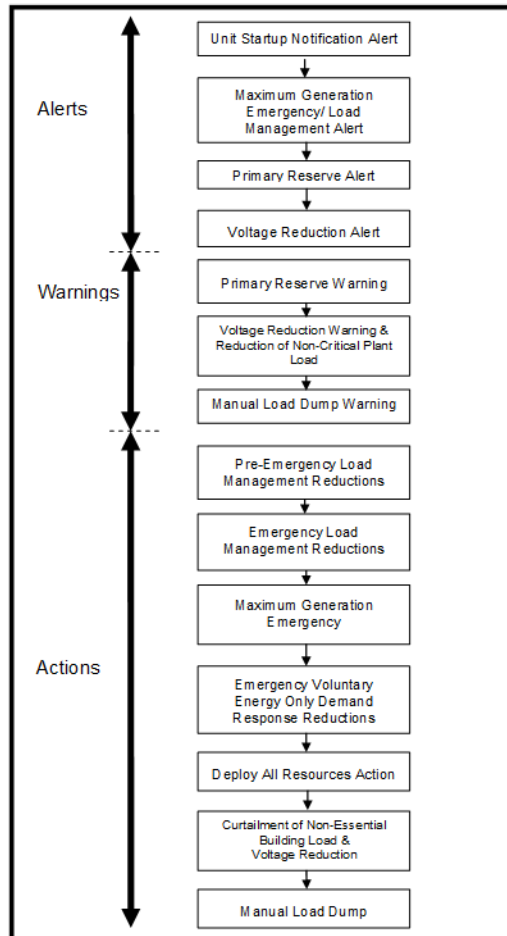 Alerts
Unit Startup Notification Alert
Maximum Generation
Emergency/ Load
Management Alert
Primary Reserve Alert
Voltage Reduction Alert
Warnings
Primary Reserve Warning
Voltage Reduction Warning &
Reduction of Non-Critical Plant
Load
Manual Load Dump Warning
Actions
Pre-Emergency Load
Management Reductions
Emergency Load
Management Reductions
Maximum Generation
Emergency
Emergency Voluntary
Energy Only Demand
Response Reductions
Deploy All Resources Action
Curtailment of Non-Essential
Building Load &
Voltage Reduction
Manual Load Dump